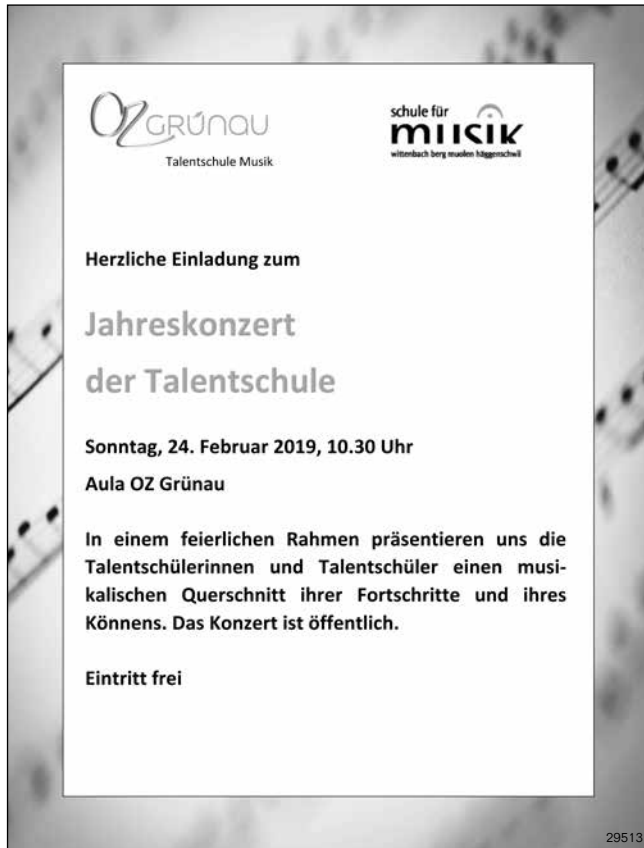 OZ GRÜNAU
Talentschule Musik
schule für
musik
wittenbach berg muolen häggenschwil
Herzliche Einladung zum
Jahreskonzert
der Talentschule
Sonntag, 24. Februar 2019, 10.30 Uhr
Aula OZ Grünau
In einem feierlichen Rahmen präsentieren uns die
Talentschülerinnen und Talentschüler einen musi-
kalischen Querschnitt ihrer Fortschritte und ihres
Könnens. Das Konzert ist öffentlich.
Eintritt frei
29513